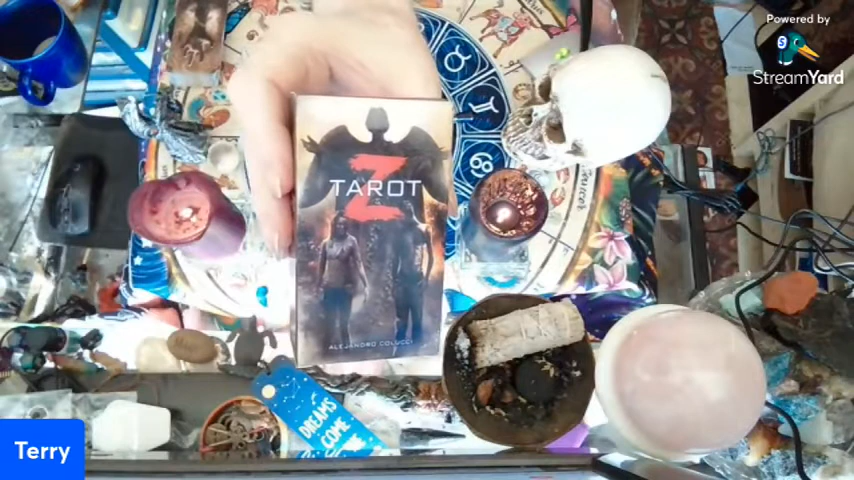 Powered by
StreamYard
Z
TAROT
ALEJANDRO COLUCCI
DREAMS
COME
Terry